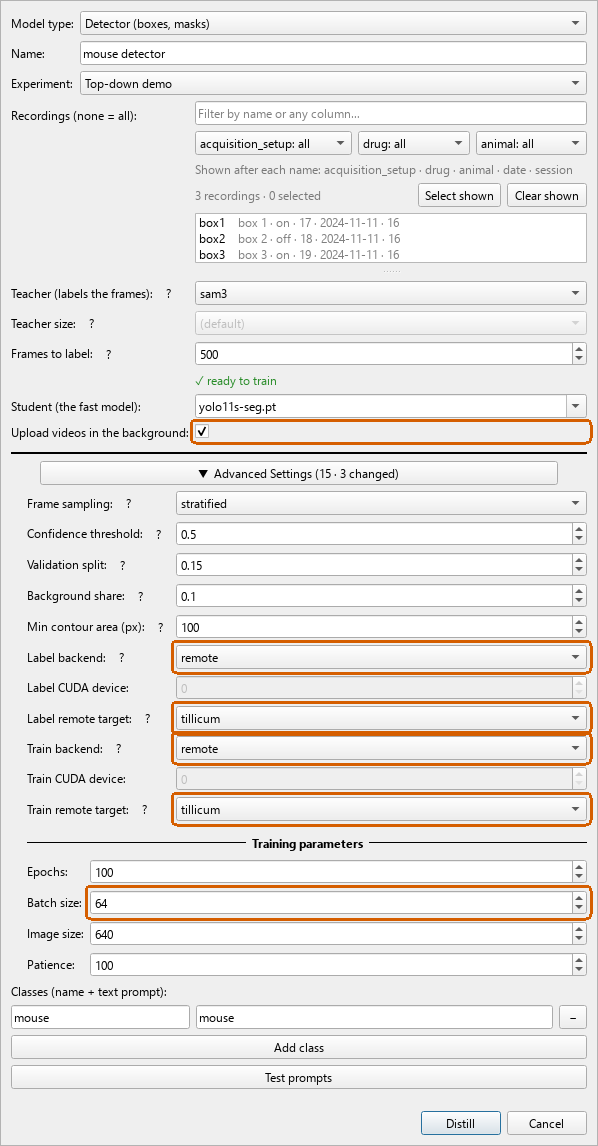 Model type: Detector (boxes, masks)
Name: mouse detector
Experiment: Top-down demo
Recordings (none = all): Filter by name or any column...
acquisition_setup: all drug: all animal: all
Shown after each name: acquisition_setup · drug · animal · date · session
3 recordings · 0 selected Select shown Clear shown
box1 box 1 · on · 17 · 2024-11-11 · 16
box2 box 2 · off · 18 · 2024-11-11 · 16
box3 box 3 · on · 19 · 2024-11-11 · 16
Teacher (labels the frames): ? sam3
Teacher size: ? (default)
Frames to label: ? 500
✓ ready to train
Student (the fast model): yolo11s-seg.pt
Upload videos in the background: ✓
▼ Advanced Settings (15 · 3 changed)
Frame sampling: ? stratified
Confidence threshold: ? 0.5
Validation split: ? 0.15
Background share: ? 0.1
Min contour area (px): ? 100
Label backend: ? remote
Label CUDA device: 0
Label remote target: ? tillicum
Train backend: ? remote
Train CUDA device: 0
Train remote target: ? tillicum
Training parameters
Epochs: 100
Batch size: 64
Image size: 640
Patience: 100
Classes (name + text prompt):
mouse mouse −
Add class
Test prompts
Distill Cancel